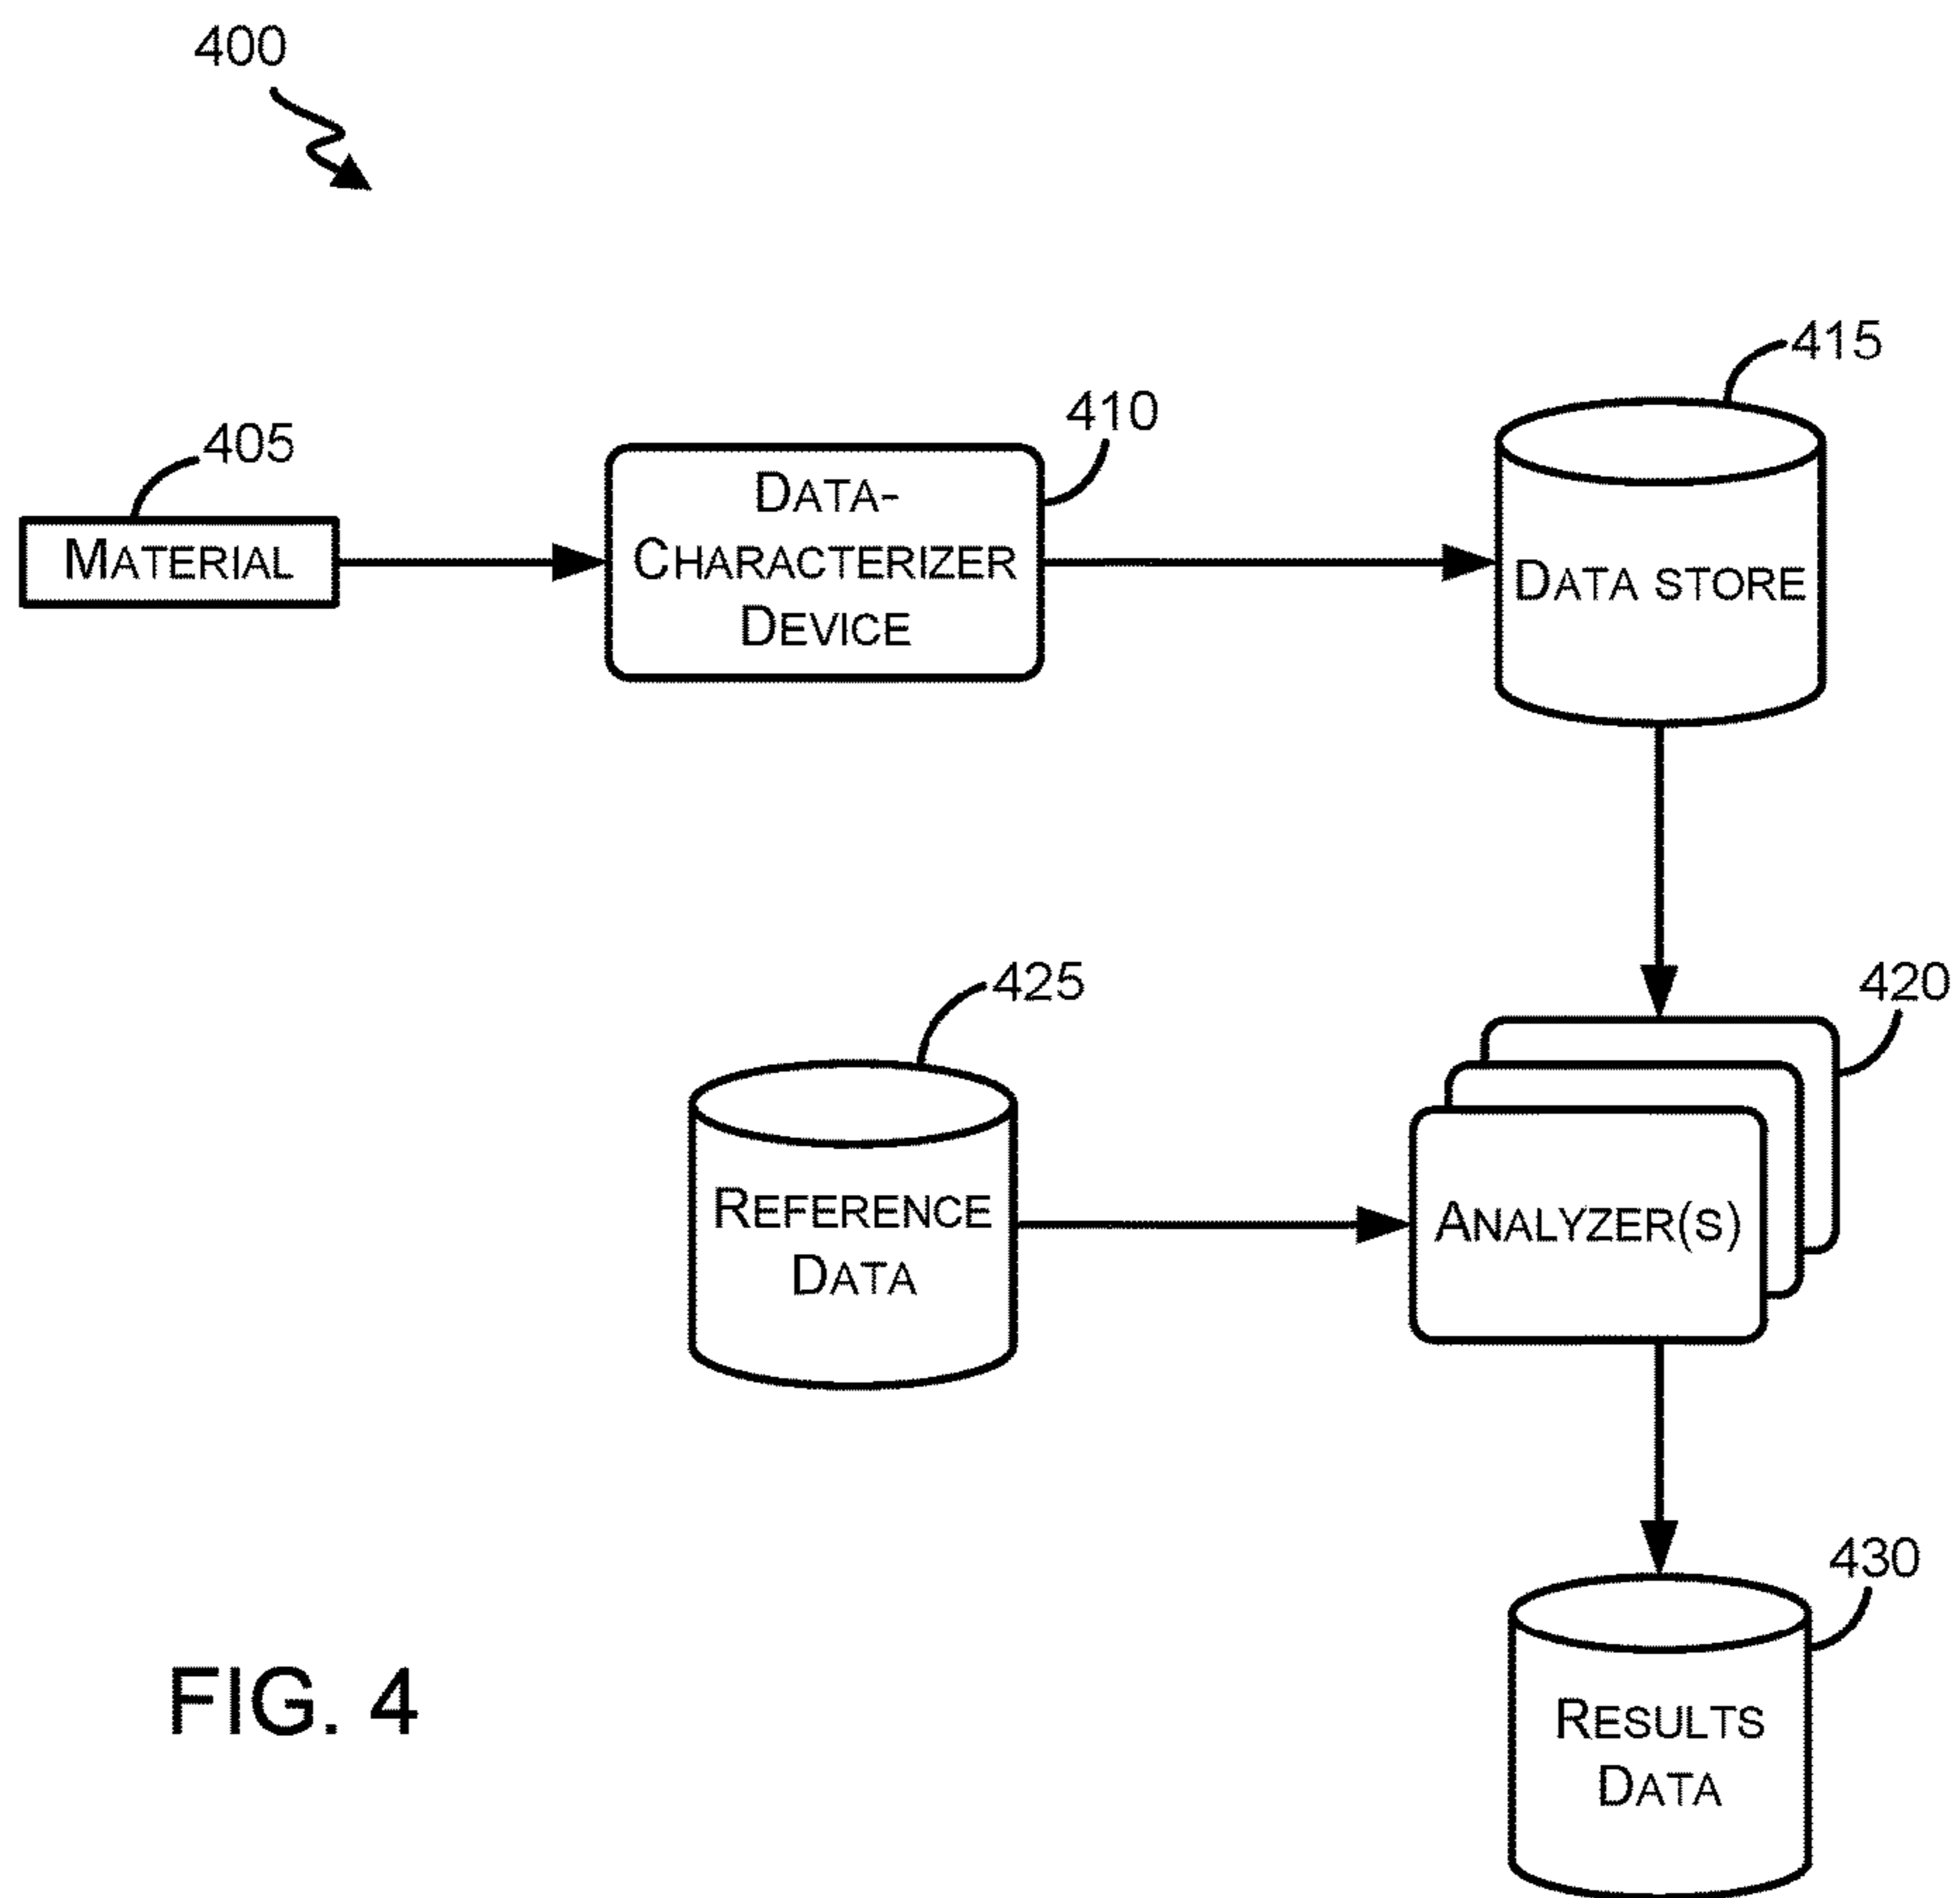 400
415
410
405
DATA-
CHARACTERIZER
DEVICE
MATERIAL
DATA STORE
425
420
REFERENCE
DATA
ANALYZER(S)
430
RESULTS
DATA
FIG. 4